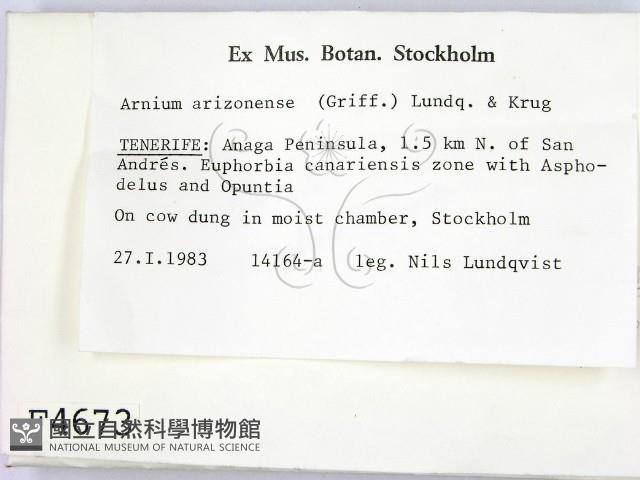 Ex Mus. Botan. Stockholm
Arnium arizonense (Griff.) Lundq. & Krug
TENERIFE: Anaga Peninsula, 1.5 km N. of San
Andrés. Euphorbia canariensis zone with Aspho-
delus and Opuntia
On cow dung in moist chamber, Stockholm
27.I.1983 14164-a leg. Nils Lundqvist
F4673
國立自然科學博物館
NATIONAL MUSEUM OF NATURAL SCIENCE